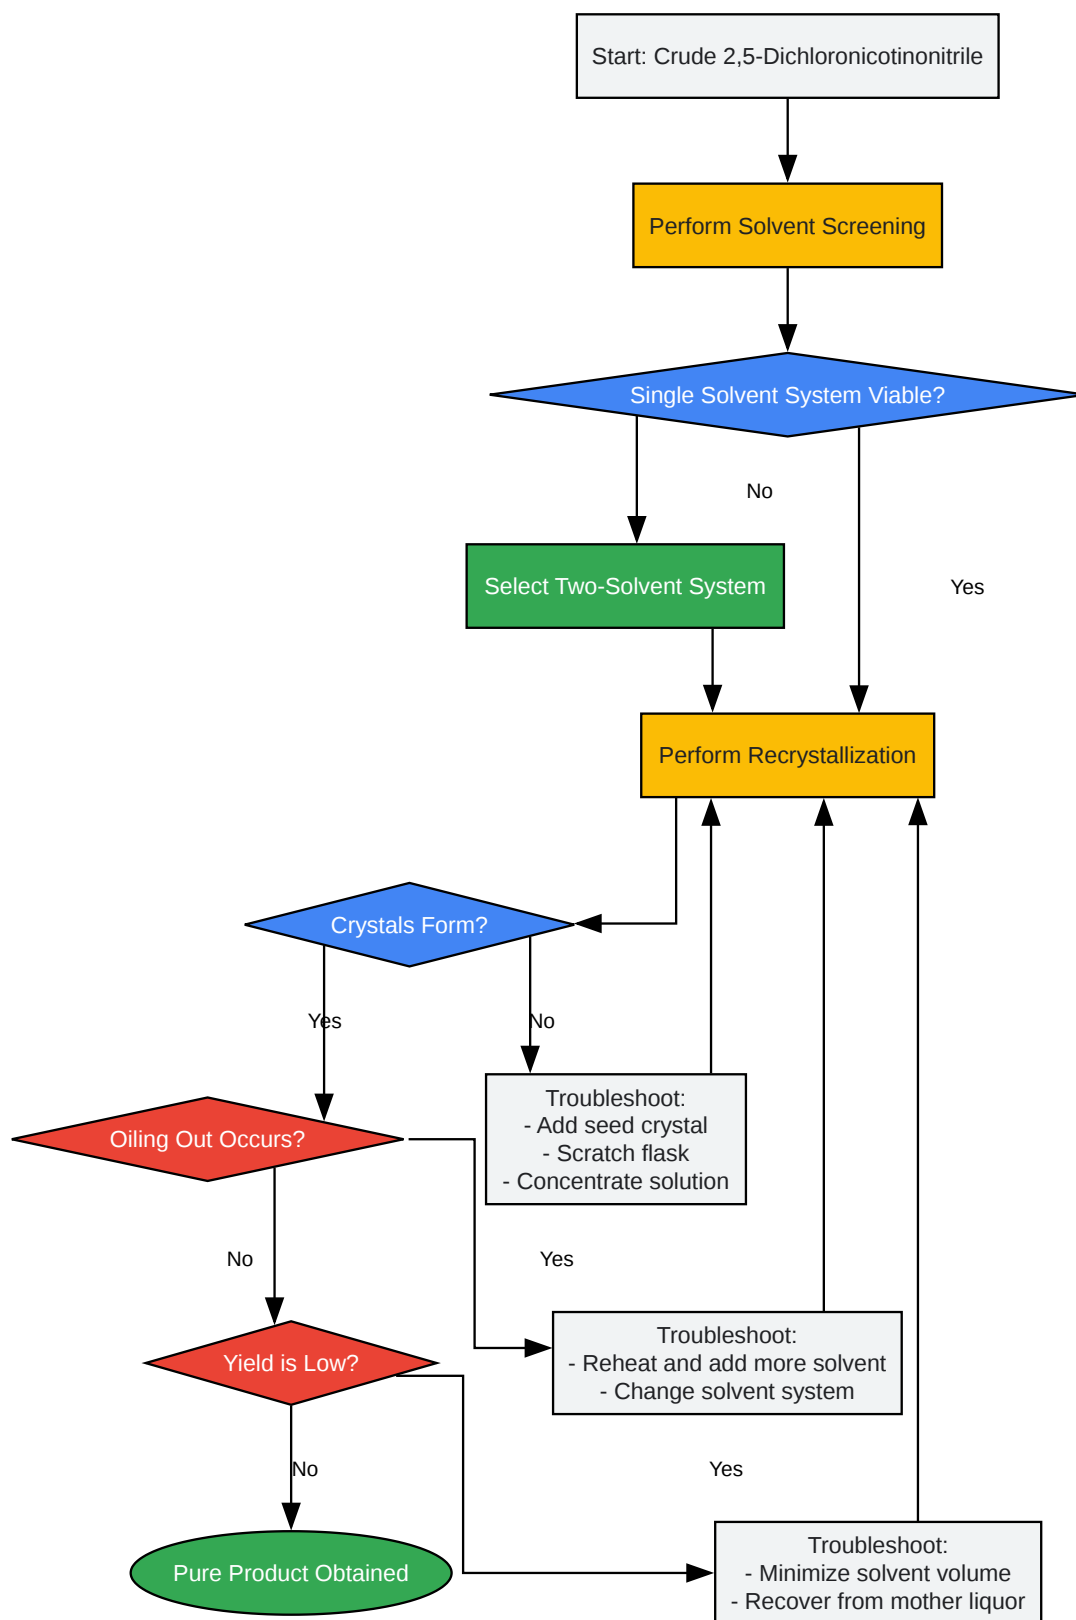 Start: Crude 2,5-Dichloronicotinonitrile
Perform Solvent Screening
Single Solvent System Viable?
No
Select Two-Solvent System
Yes
Perform Recrystallization
Crystals Form?
Yes
No
Troubleshoot:
- Add seed crystal
- Scratch flask
- Concentrate solution
Oiling Out Occurs?
No
Yes
Troubleshoot:
- Reheat and add more solvent
- Change solvent system
Yield is Low?
No
Yes
Pure Product Obtained
Troubleshoot:
- Minimize solvent volume
- Recover from mother liquor